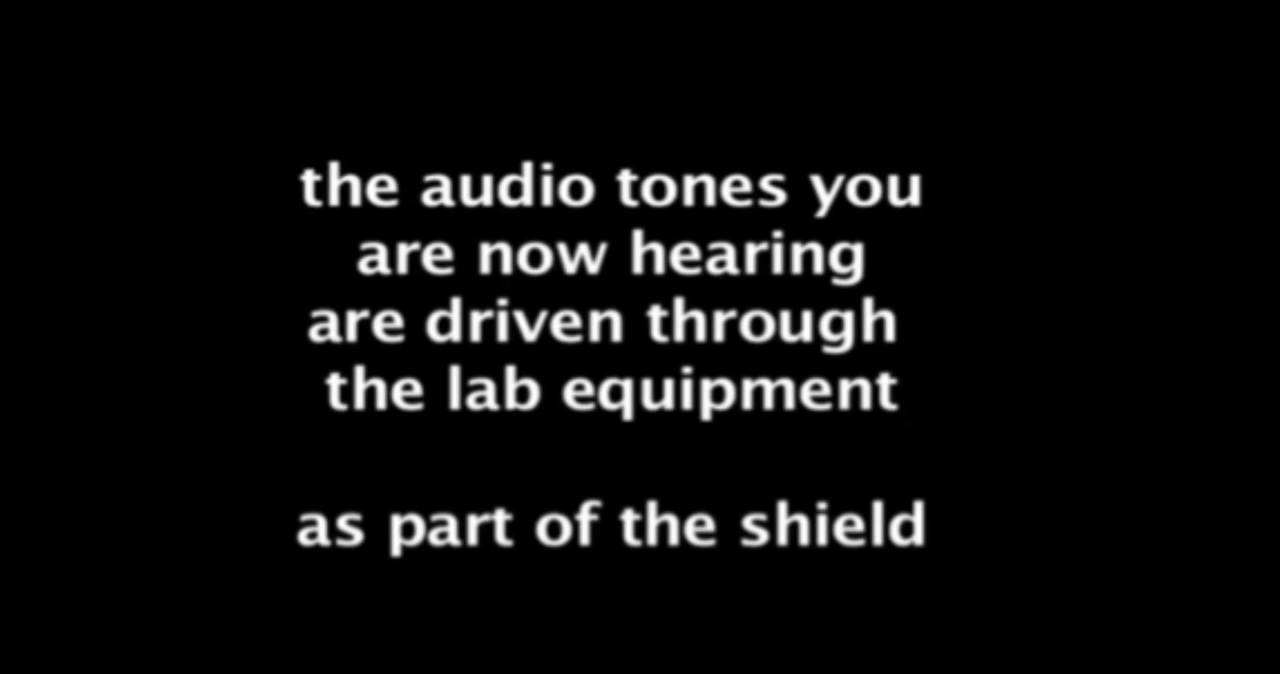 the audio tones you
are now hearing
are driven through
the lab equipment
as part of the shield